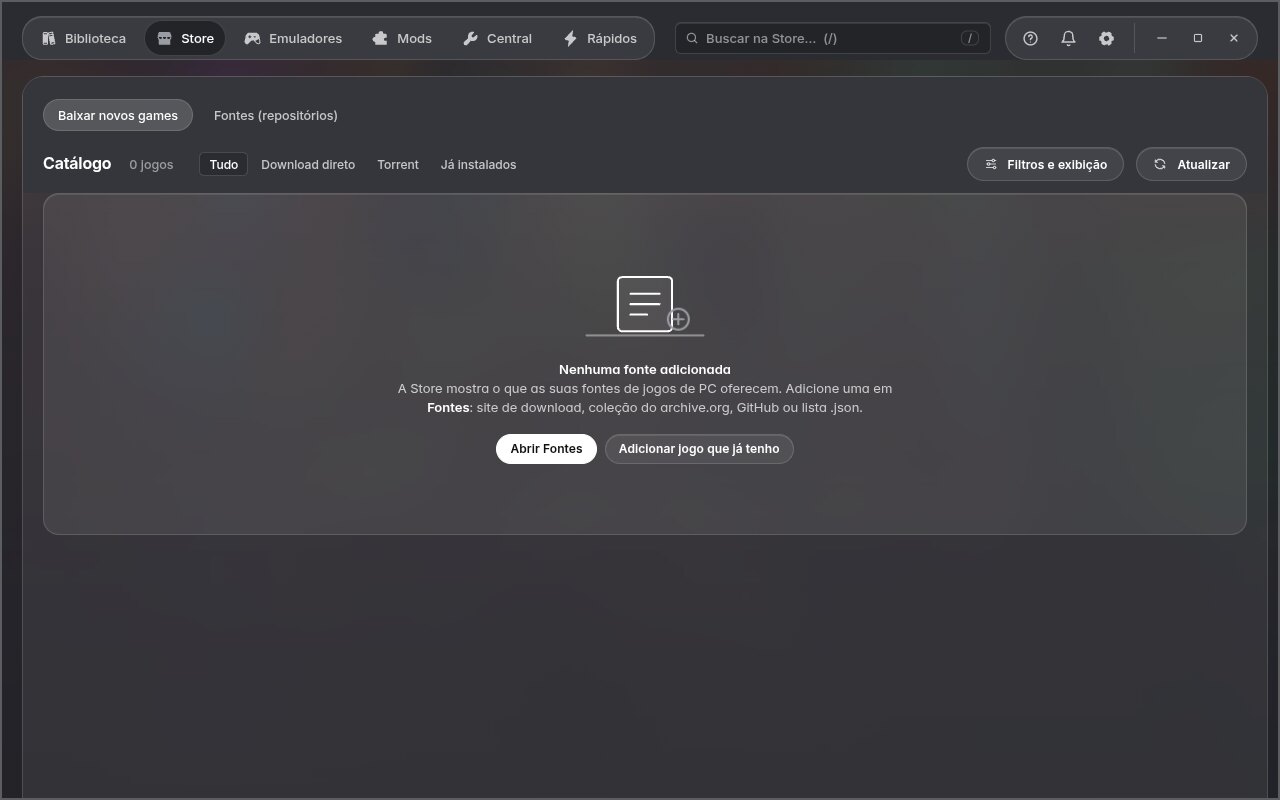 Biblioteca
Store
Emuladores
Mods
Central
Rápidos
Buscar na Store... (/)
/
Baixar novos games
Fontes (repositórios)
Catálogo
0 jogos
Tudo
Download direto
Torrent
Já instalados
Filtros e exibição
Atualizar
Nenhuma fonte adicionada
A Store mostra o que as suas fontes de jogos de PC oferecem. Adicione uma em
Fontes: site de download, coleção do archive.org, GitHub ou lista .json.
Abrir Fontes
Adicionar jogo que já tenho